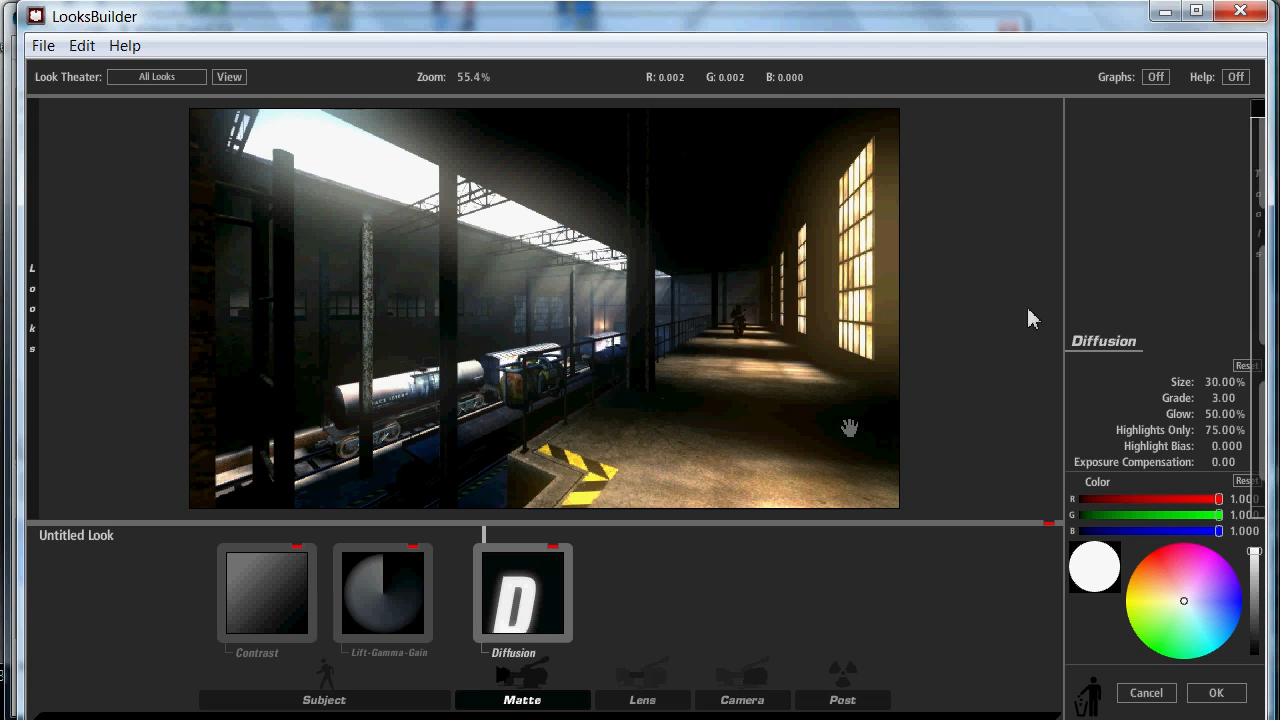 LooksBuilder
File Edit Help
Look Theater: All Looks View Zoom: 55.4% R: 0.002 G: 0.002 B: 0.000 Graphs: Off Help: Off
Looks
Tools
Diffusion
Reset
Size: 30.00%
Grade: 3.00
Glow: 50.00%
Highlights Only: 75.00%
Highlight Bias: 0.000
Exposure Compensation: 0.00
Color Reset
R 1.000
G 1.000
B 1.000
Untitled Look
D
Contrast Lift-Gamma-Gain Diffusion
Subject Matte Lens Camera Post
Cancel OK